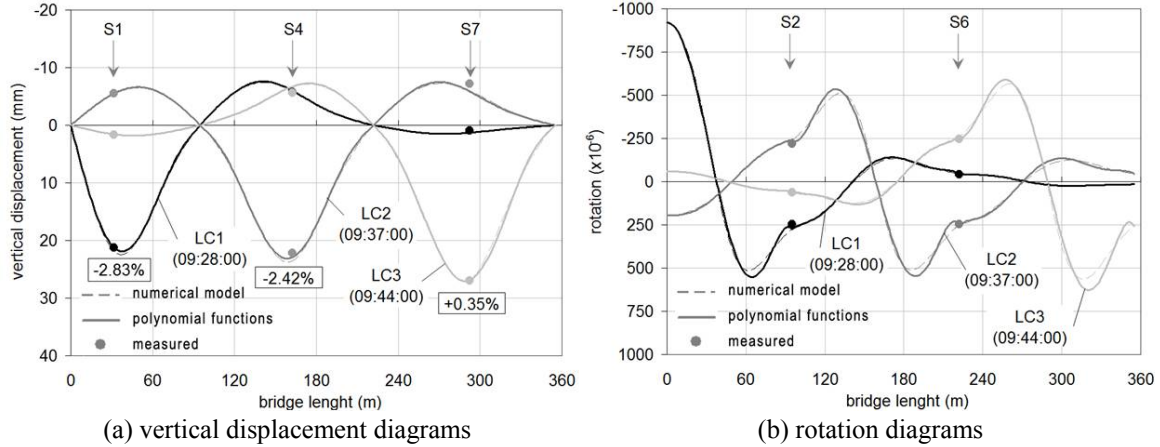 S1 S4 S7
-20
-10
0
10
20
30
40
vertical displacement (mm)
LC1
(09:28:00)
LC2
(09:37:00)
LC3
(09:44:00)
-2.83%
-2.42%
+0.35%
numerical model
polynomial functions
measured
0 60 120 180 240 300 360
bridge lenght (m)
(a) vertical displacement diagrams
S2 S6
-1000
-750
-500
-250
0
250
500
750
1000
rotation (x10⁻⁶)
LC1
(09:28:00)
LC2
(09:37:00)
LC3
(09:44:00)
numerical model
polynomial functions
measured
0 60 120 180 240 300 360
bridge lenght (m)
(b) rotation diagrams